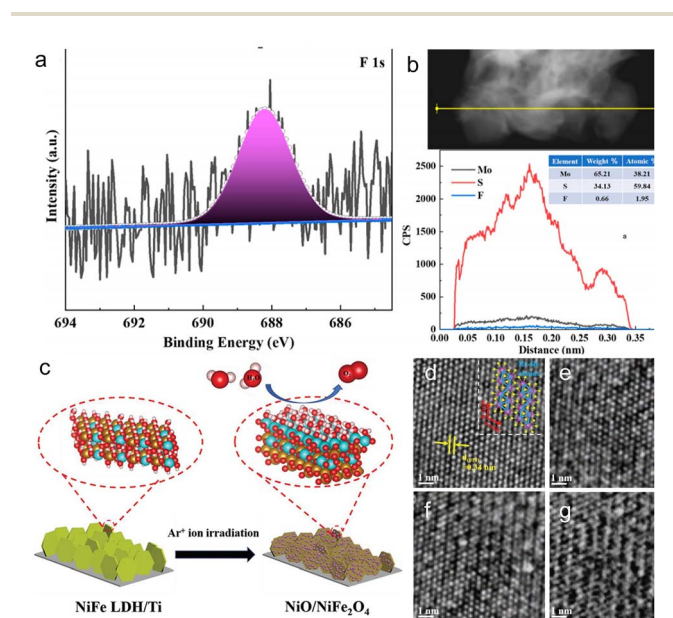 a
F 1s
Intensity (a.u.)
694 692 690 688 686
Binding Energy (eV)
b
2500
2000
1500
1000
500
0
CPS
Mo
S
F
Element Weight % Atomic %
Mo 65.21 38.21
S 34.13 59.84
F 0.66 1.95
a
0.00 0.05 0.10 0.15 0.20 0.25 0.30 0.35
Distance (nm)
c
Ar+ ion irradiation
NiFe LDH/Ti
NiO/NiFe2O4
d
0.34 nm
1 nm
e
1 nm
f
1 nm
g
1 nm